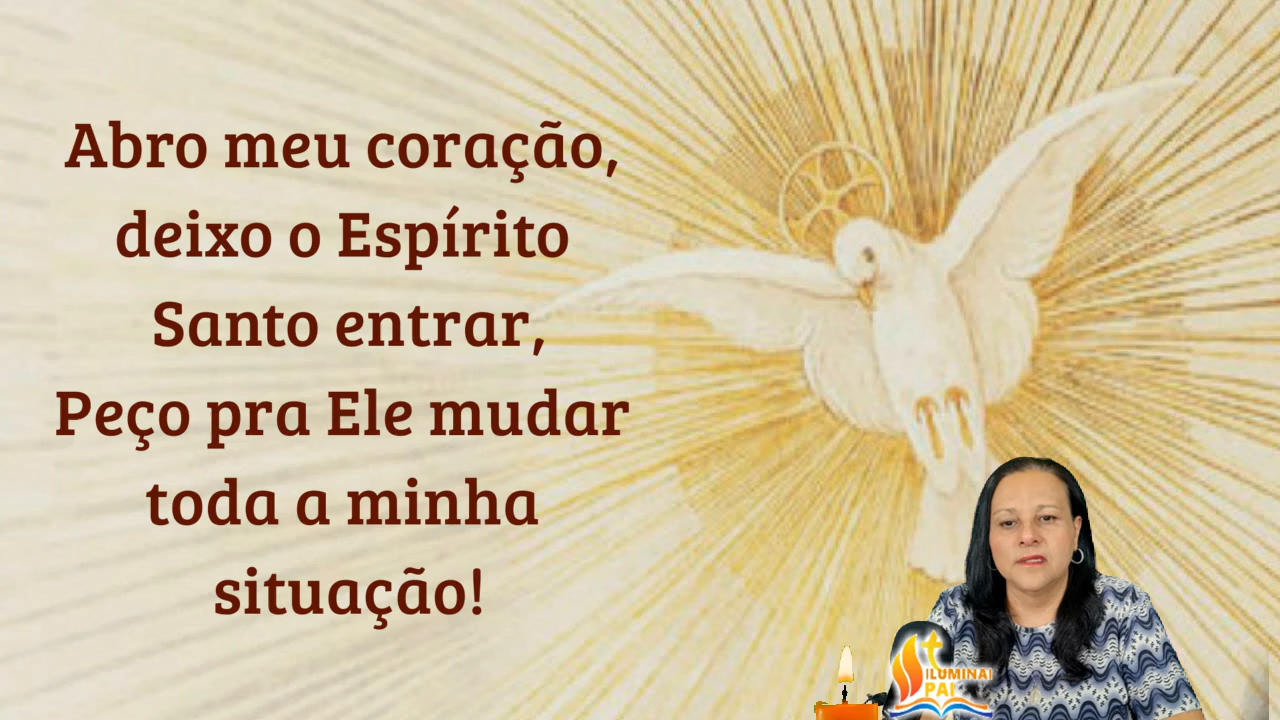 Abro meu coração,
deixo o Espírito
Santo entrar,
Peço pra Ele mudar
toda a minha
situação!
ILUMINAI
PAI